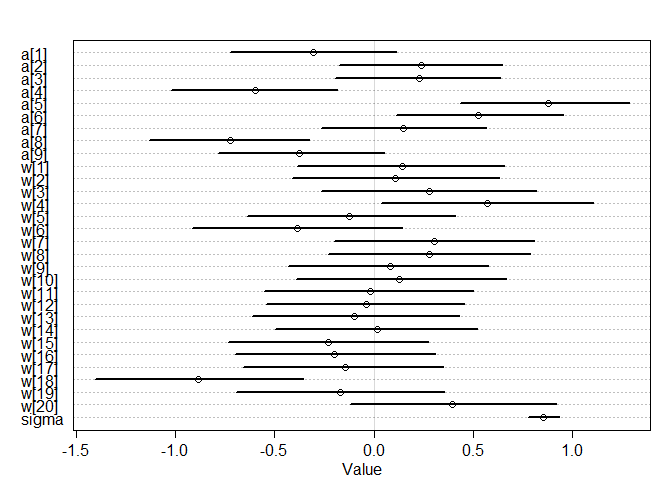 a[1]
a[2]
a[3]
a[4]
a[5]
a[6]
a[7]
a[8]
a[9]
w[1]
w[2]
w[3]
w[4]
w[5]
w[6]
w[7]
w[8]
w[9]
w[10]
w[11]
w[12]
w[13]
w[14]
w[15]
w[16]
w[17]
w[18]
w[19]
w[20]
sigma
-1.5 -1.0 -0.5 0.0 0.5 1.0
Value